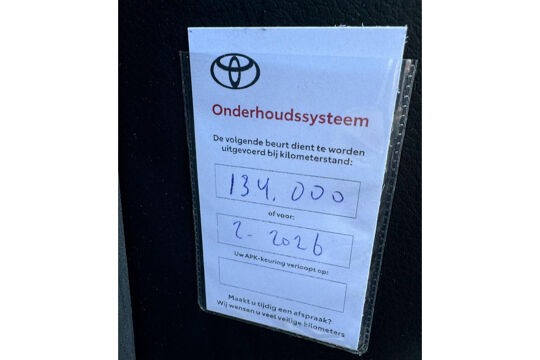 Onderhoudssysteem
De volgende beurt dient te worden
uitgevoerd bij kilometerstand:
134.000
of voor:
2-2026
Uw APK-keuring verloopt op:
Maakt u tijdig een afspraak?
Wij wensen u veel veilige kilometers